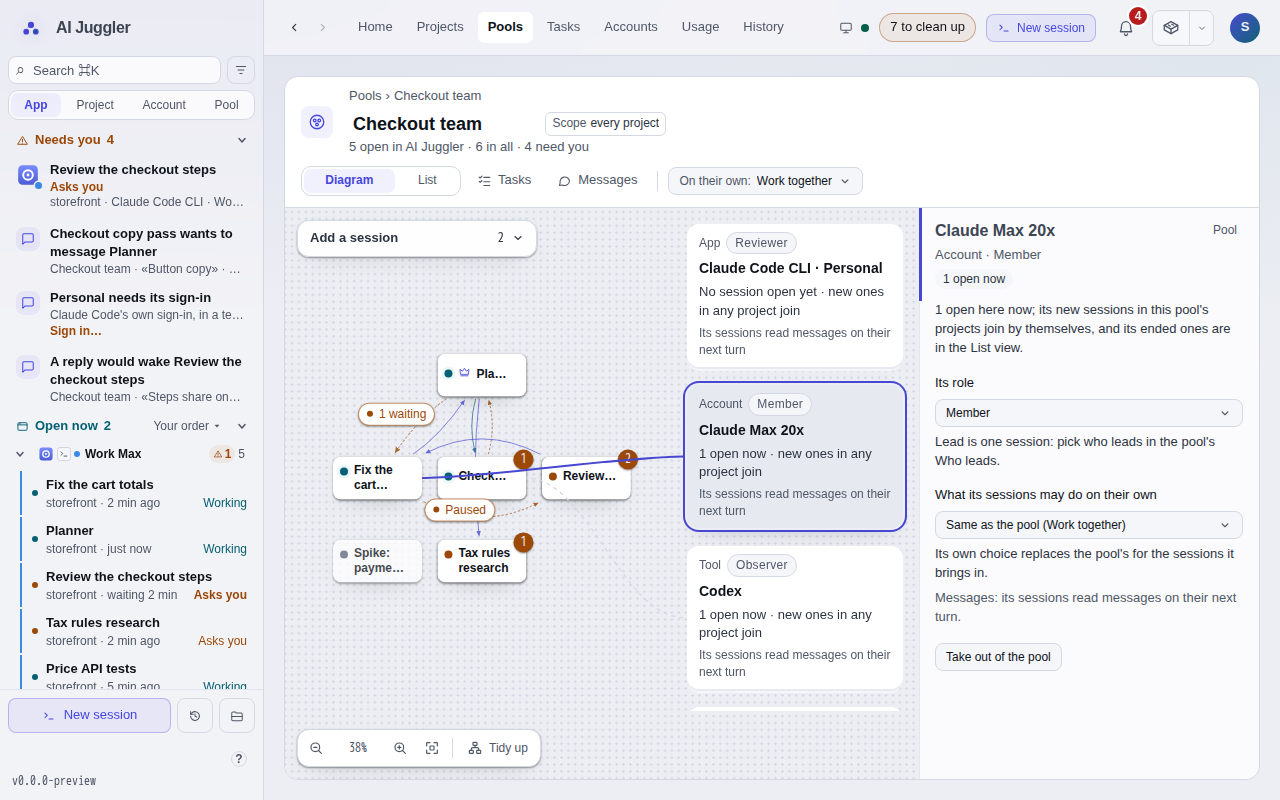 AI Juggler
Search ⌘K
App Project Account Pool
Needs you 4
Review the checkout steps
Asks you
storefront · Claude Code CLI · Wo…
Checkout copy pass wants to
message Planner
Checkout team · «Button copy» · …
Personal needs its sign-in
Claude Code's own sign-in, in a te…
Sign in…
A reply would wake Review the
checkout steps
Checkout team · «Steps share on…
Open now 2 Your order
Work Max 1 5
Fix the cart totals
storefront · 2 min ago Working
Planner
storefront · just now Working
Review the checkout steps
storefront · waiting 2 min Asks you
Tax rules research
storefront · 2 min ago Asks you
Price API tests
storefront · 5 min ago Working
New session
?
v0.0.0-preview
Home Projects Pools Tasks Accounts Usage History
7 to clean up
New session
4
S
Pools › Checkout team
Checkout team
Scope every project
5 open in AI Juggler · 6 in all · 4 need you
Diagram List Tasks Messages
On their own: Work together
Add a session 2
Pla…
1 waiting
Fix the
cart…
Check…
1
Review…
2
Paused
Spike:
payme…
Tax rules
research
1
38%
Tidy up
App Reviewer
Claude Code CLI · Personal
No session open yet · new ones
in any project join
Its sessions read messages on their
next turn
Account Member
Claude Max 20x
1 open now · new ones in any
project join
Its sessions read messages on their
next turn
Tool Observer
Codex
1 open now · new ones in any
project join
Its sessions read messages on their
next turn
Claude Max 20x Pool
Account · Member
1 open now
1 open here now; its new sessions in this pool's
projects join by themselves, and its ended ones are
in the List view.
Its role
Member
Lead is one session: pick who leads in the pool's
Who leads.
What its sessions may do on their own
Same as the pool (Work together)
Its own choice replaces the pool's for the sessions it
brings in.
Messages: its sessions read messages on their next
turn.
Take out of the pool